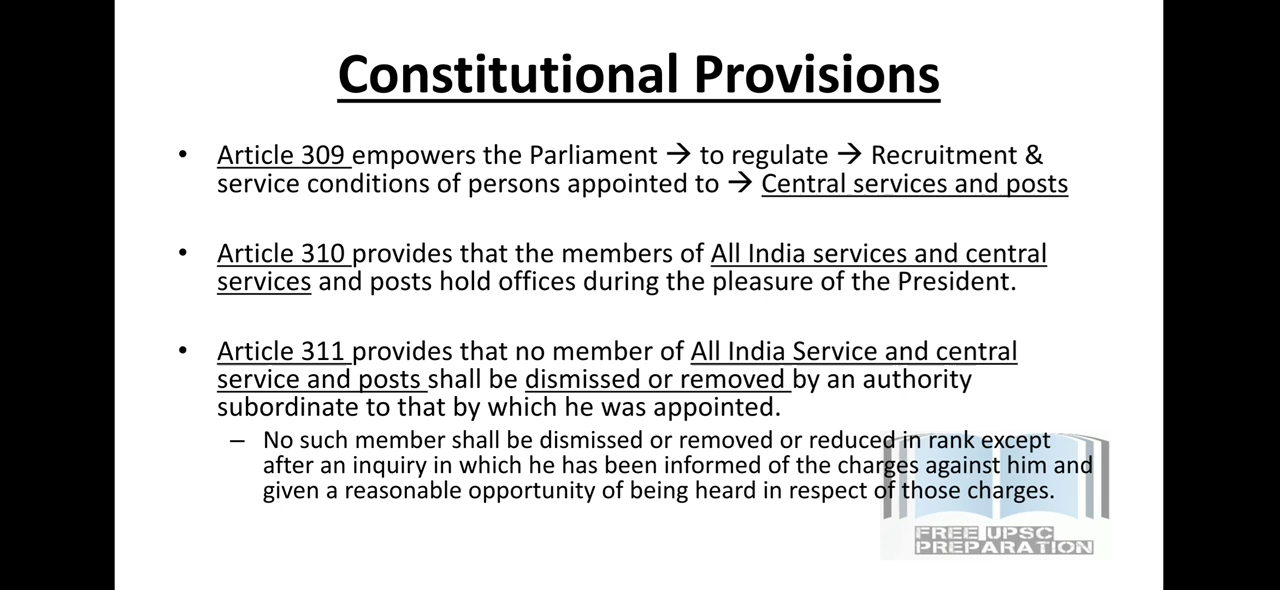 Constitutional Provisions
• Article 309 empowers the Parliament → to regulate → Recruitment &
service conditions of persons appointed to → Central services and posts
• Article 310 provides that the members of All India services and central
services and posts hold offices during the pleasure of the President.
• Article 311 provides that no member of All India Service and central
service and posts shall be dismissed or removed by an authority
subordinate to that by which he was appointed.
– No such member shall be dismissed or removed or reduced in rank except
after an inquiry in which he has been informed of the charges against him and
given a reasonable opportunity of being heard in respect of those charges.
FREE UPSC
PREPARATION